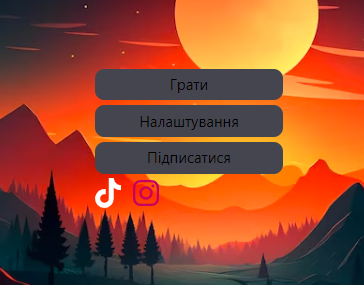 Грати
Налаштування
Підписатися